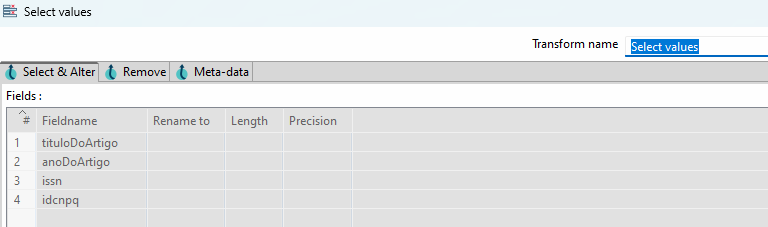 Select values
Transform name Select values
Select & Alter Remove Meta-data
Fields :
# Fieldname Rename to Length Precision
1 tituloDoArtigo
2 anoDoArtigo
3 issn
4 idcnpq